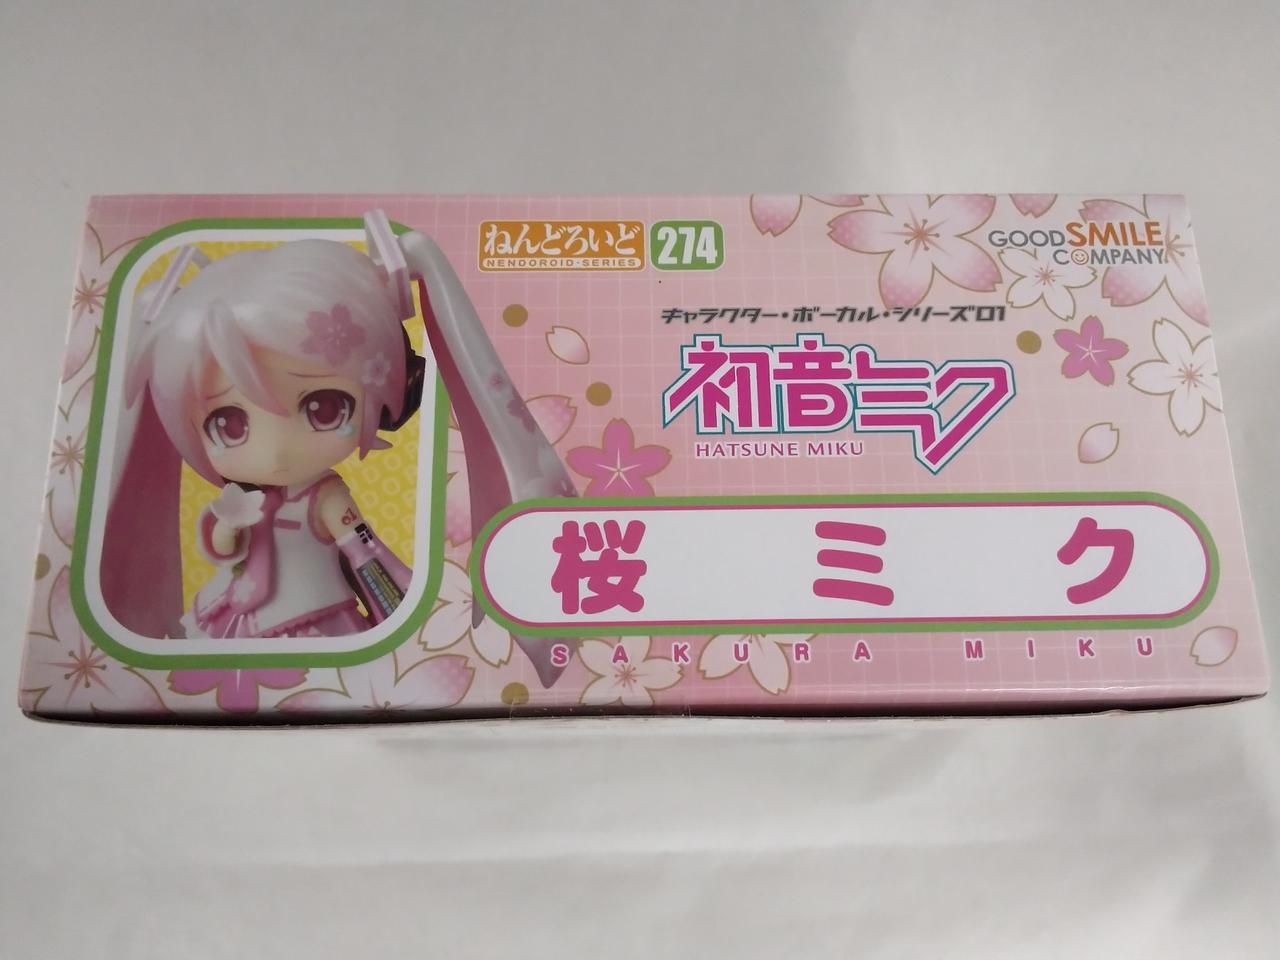 ねんどろいど
NENDOROID·SERIES
274
GOOD SMILE
COMPANY
キャラクター・ボーカル・シリーズ01
初音ミク
HATSUNE MIKU
桜ミク
SAKURA MIKU
01